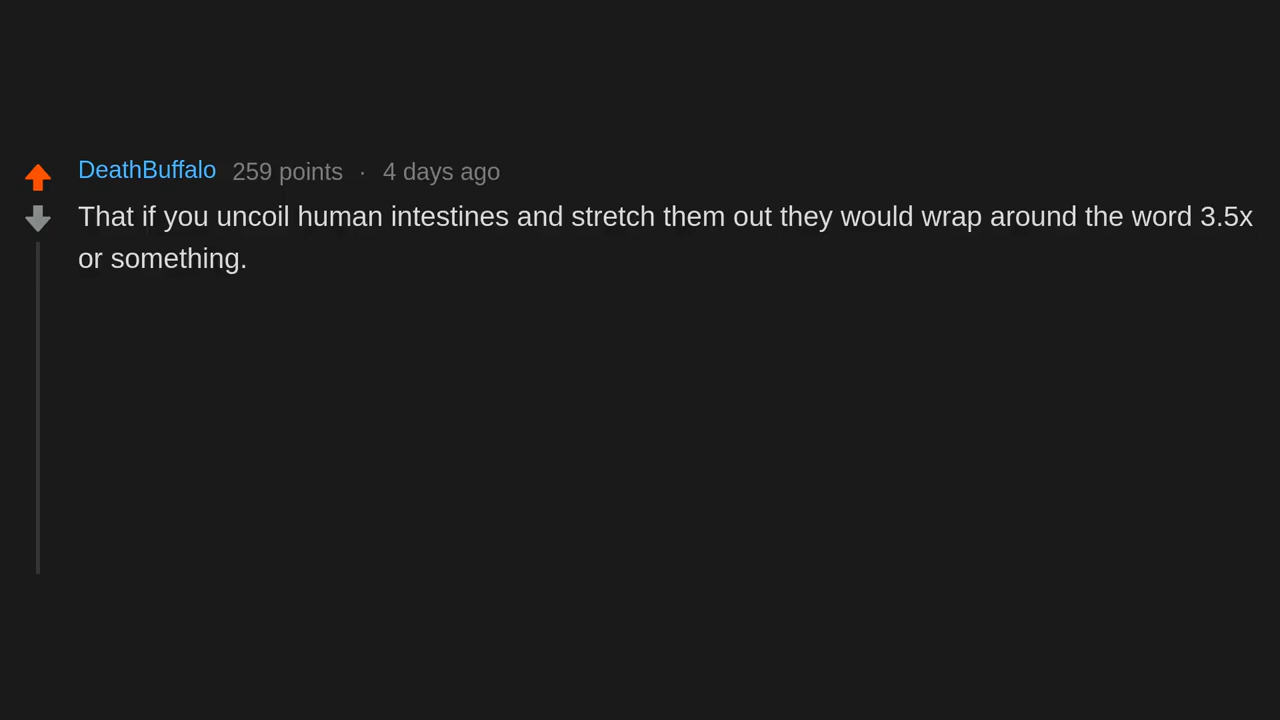 DeathBuffalo 259 points · 4 days ago
That if you uncoil human intestines and stretch them out they would wrap around the word 3.5x
or something.